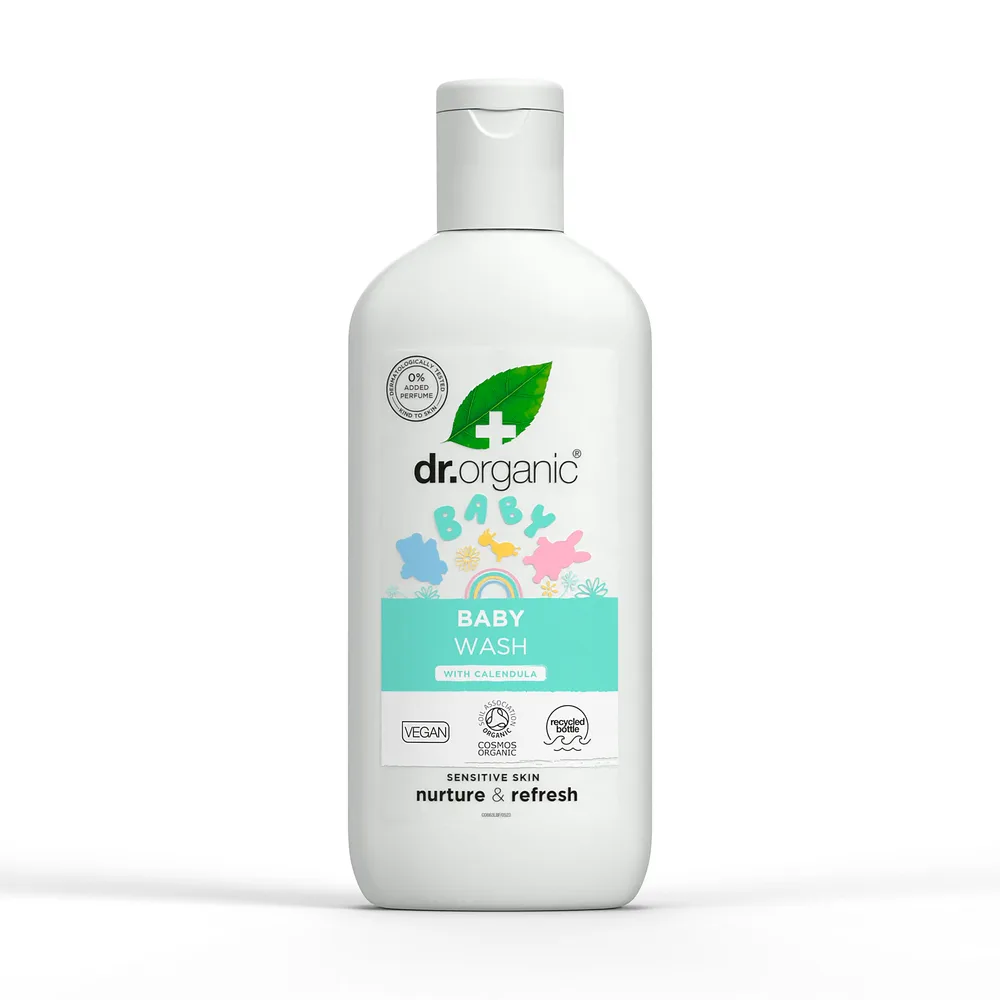 DERMATOLOGICALLY TESTED
0%
ADDED
PERFUME
KIND TO SKIN
dr.organic®
BABY
BABY
WASH
WITH CALENDULA
VEGAN
SOIL ASSOCIATION
ORGANIC
COSMOS
ORGANIC
recycled
bottle
SENSITIVE SKIN
nurture & refresh